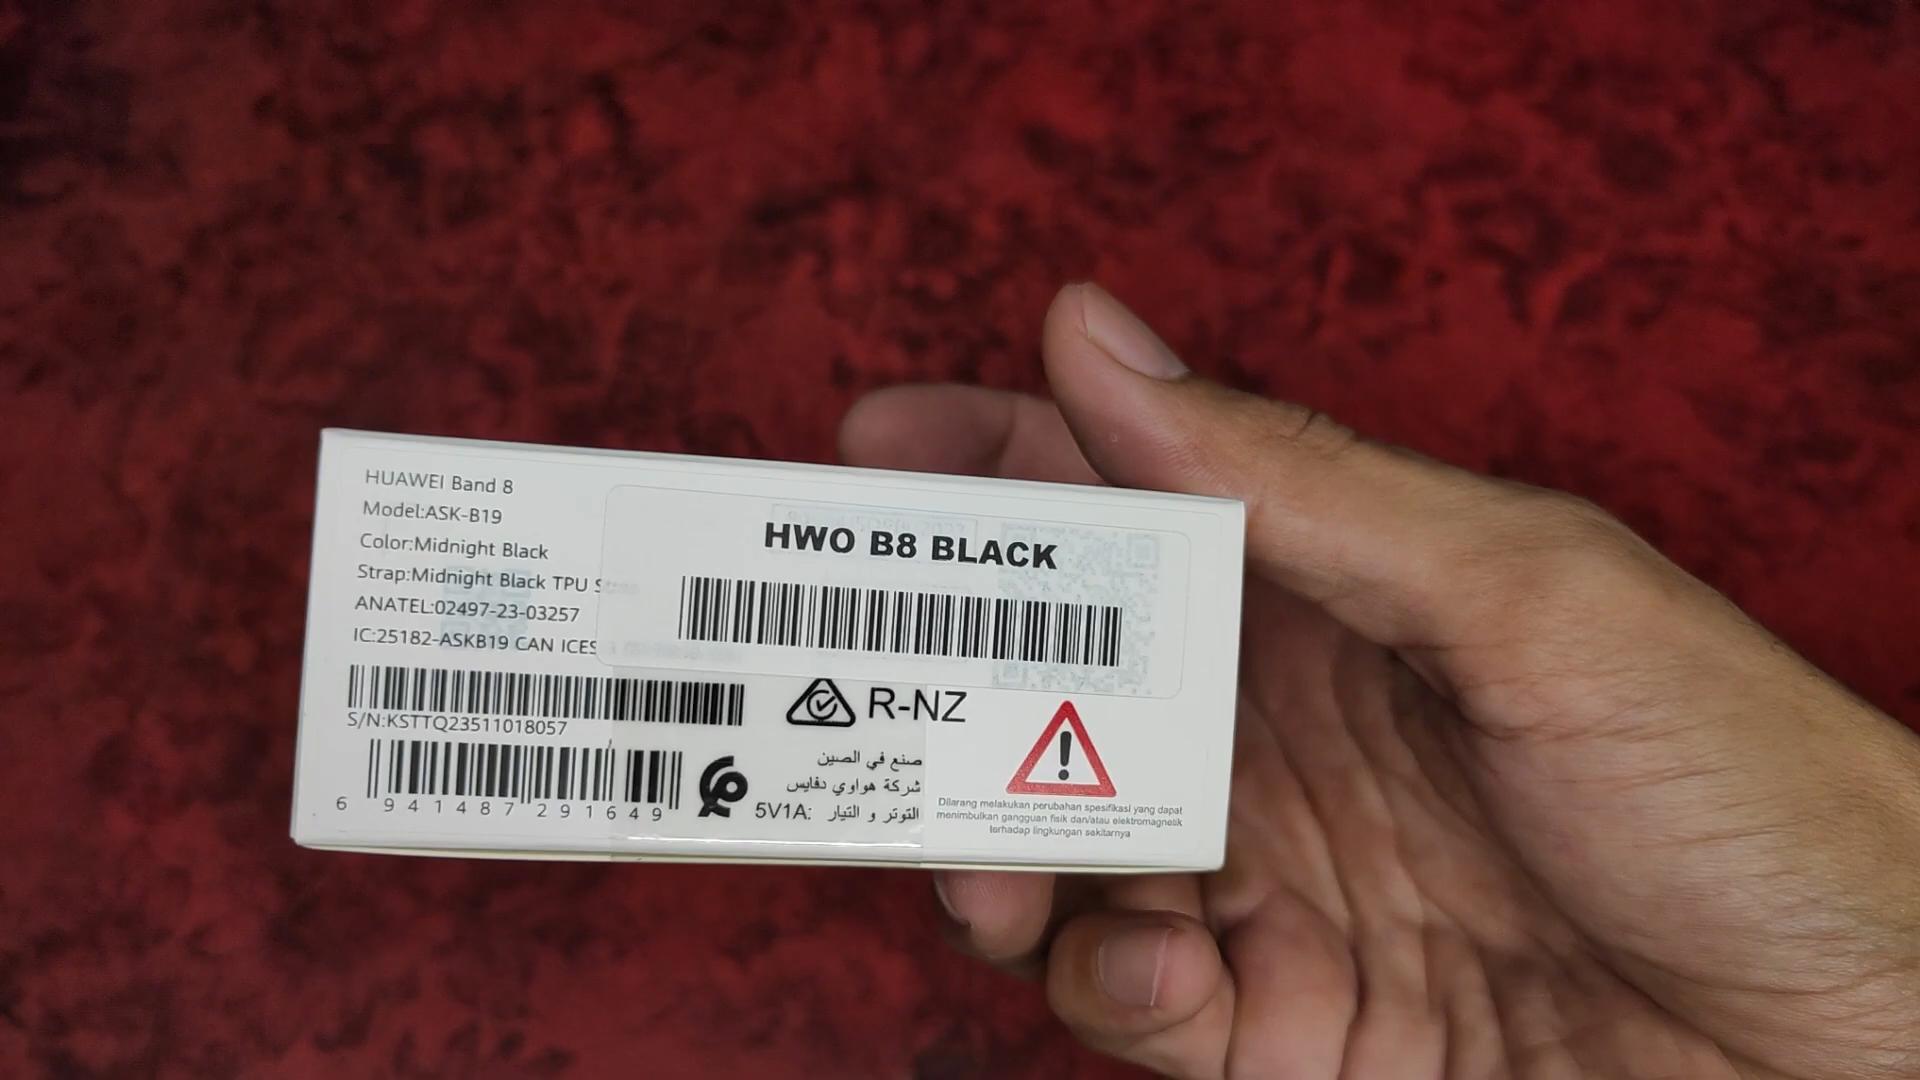 HUAWEI Band 8
Model:ASK-B19
Color:Midnight Black
Strap:Midnight Black TPU
ANATEL:02497-23-03257
IC:25182-ASKB19 CAN ICES
HWO B8 BLACK
S/N:KSTTQ23511018057
6 941487 291649
R-NZ
صنع في الصين
شركة هواوي دفايس
التوتر و التيار :5V1A
Dilarang melakukan perubahan spesifikasi yang dapat
menimbulkan gangguan fisik dan/atau elektromagnetik
terhadap lingkungan sekitarnya